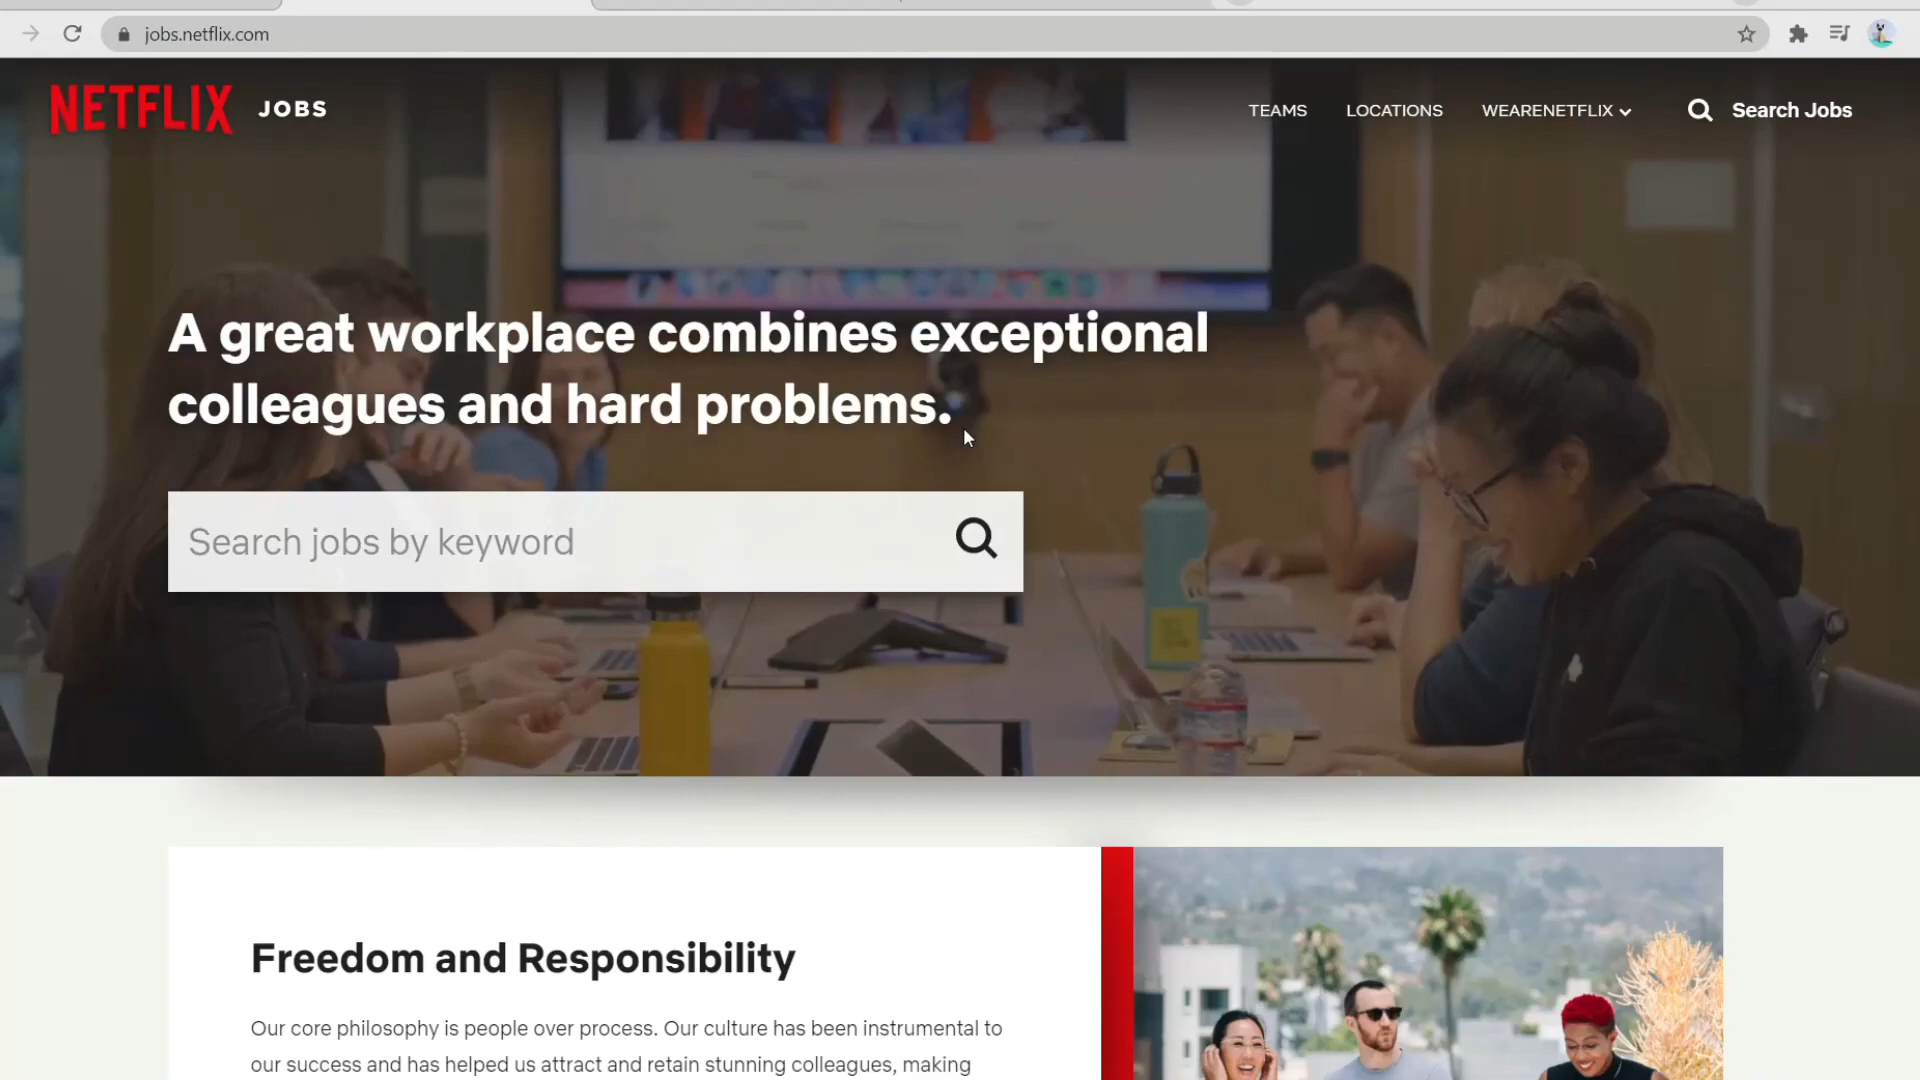 jobs.netflix.com
NETFLIX JOBS
TEAMS LOCATIONS WEARENETFLIX Search Jobs
A great workplace combines exceptional
colleagues and hard problems.
Search jobs by keyword
Freedom and Responsibility
Our core philosophy is people over process. Our culture has been instrumental to
our success and has helped us attract and retain stunning colleagues, making